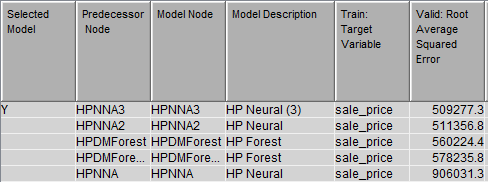 Selected Model Predecessor Node Model Node Model Description Train: Target Variable Valid: Root Average Squared Error
Y HPNNA3 HPNNA3 HP Neural (3) sale_price 509277.3
HPNNA2 HPNNA2 HP Neural sale_price 511356.8
HPDMForest HPDMForest HP Forest sale_price 560224.4
HPDMFore... HPDMFore... HP Forest sale_price 578235.8
HPNNA HPNNA HP Neural sale_price 906031.3